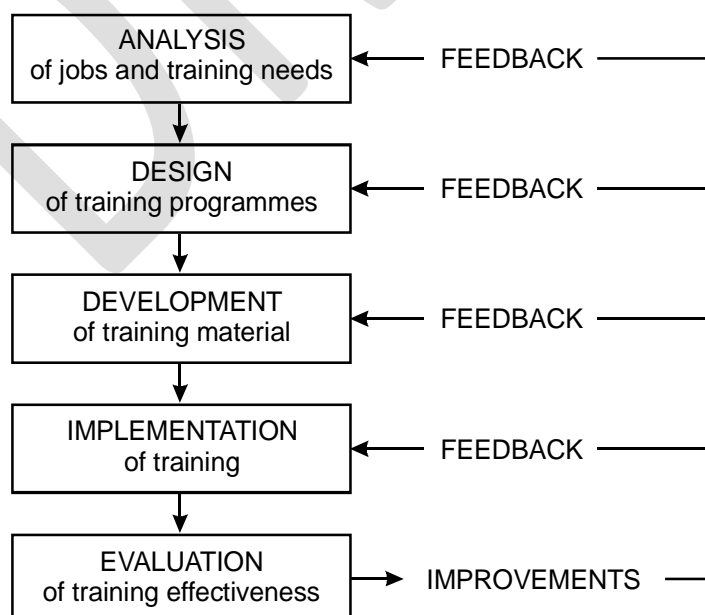 ANALYSIS
of jobs and training needs
FEEDBACK
DESIGN
of training programmes
FEEDBACK
DEVELOPMENT
of training material
FEEDBACK
IMPLEMENTATION
of training
FEEDBACK
EVALUATION
of training effectiveness
IMPROVEMENTS